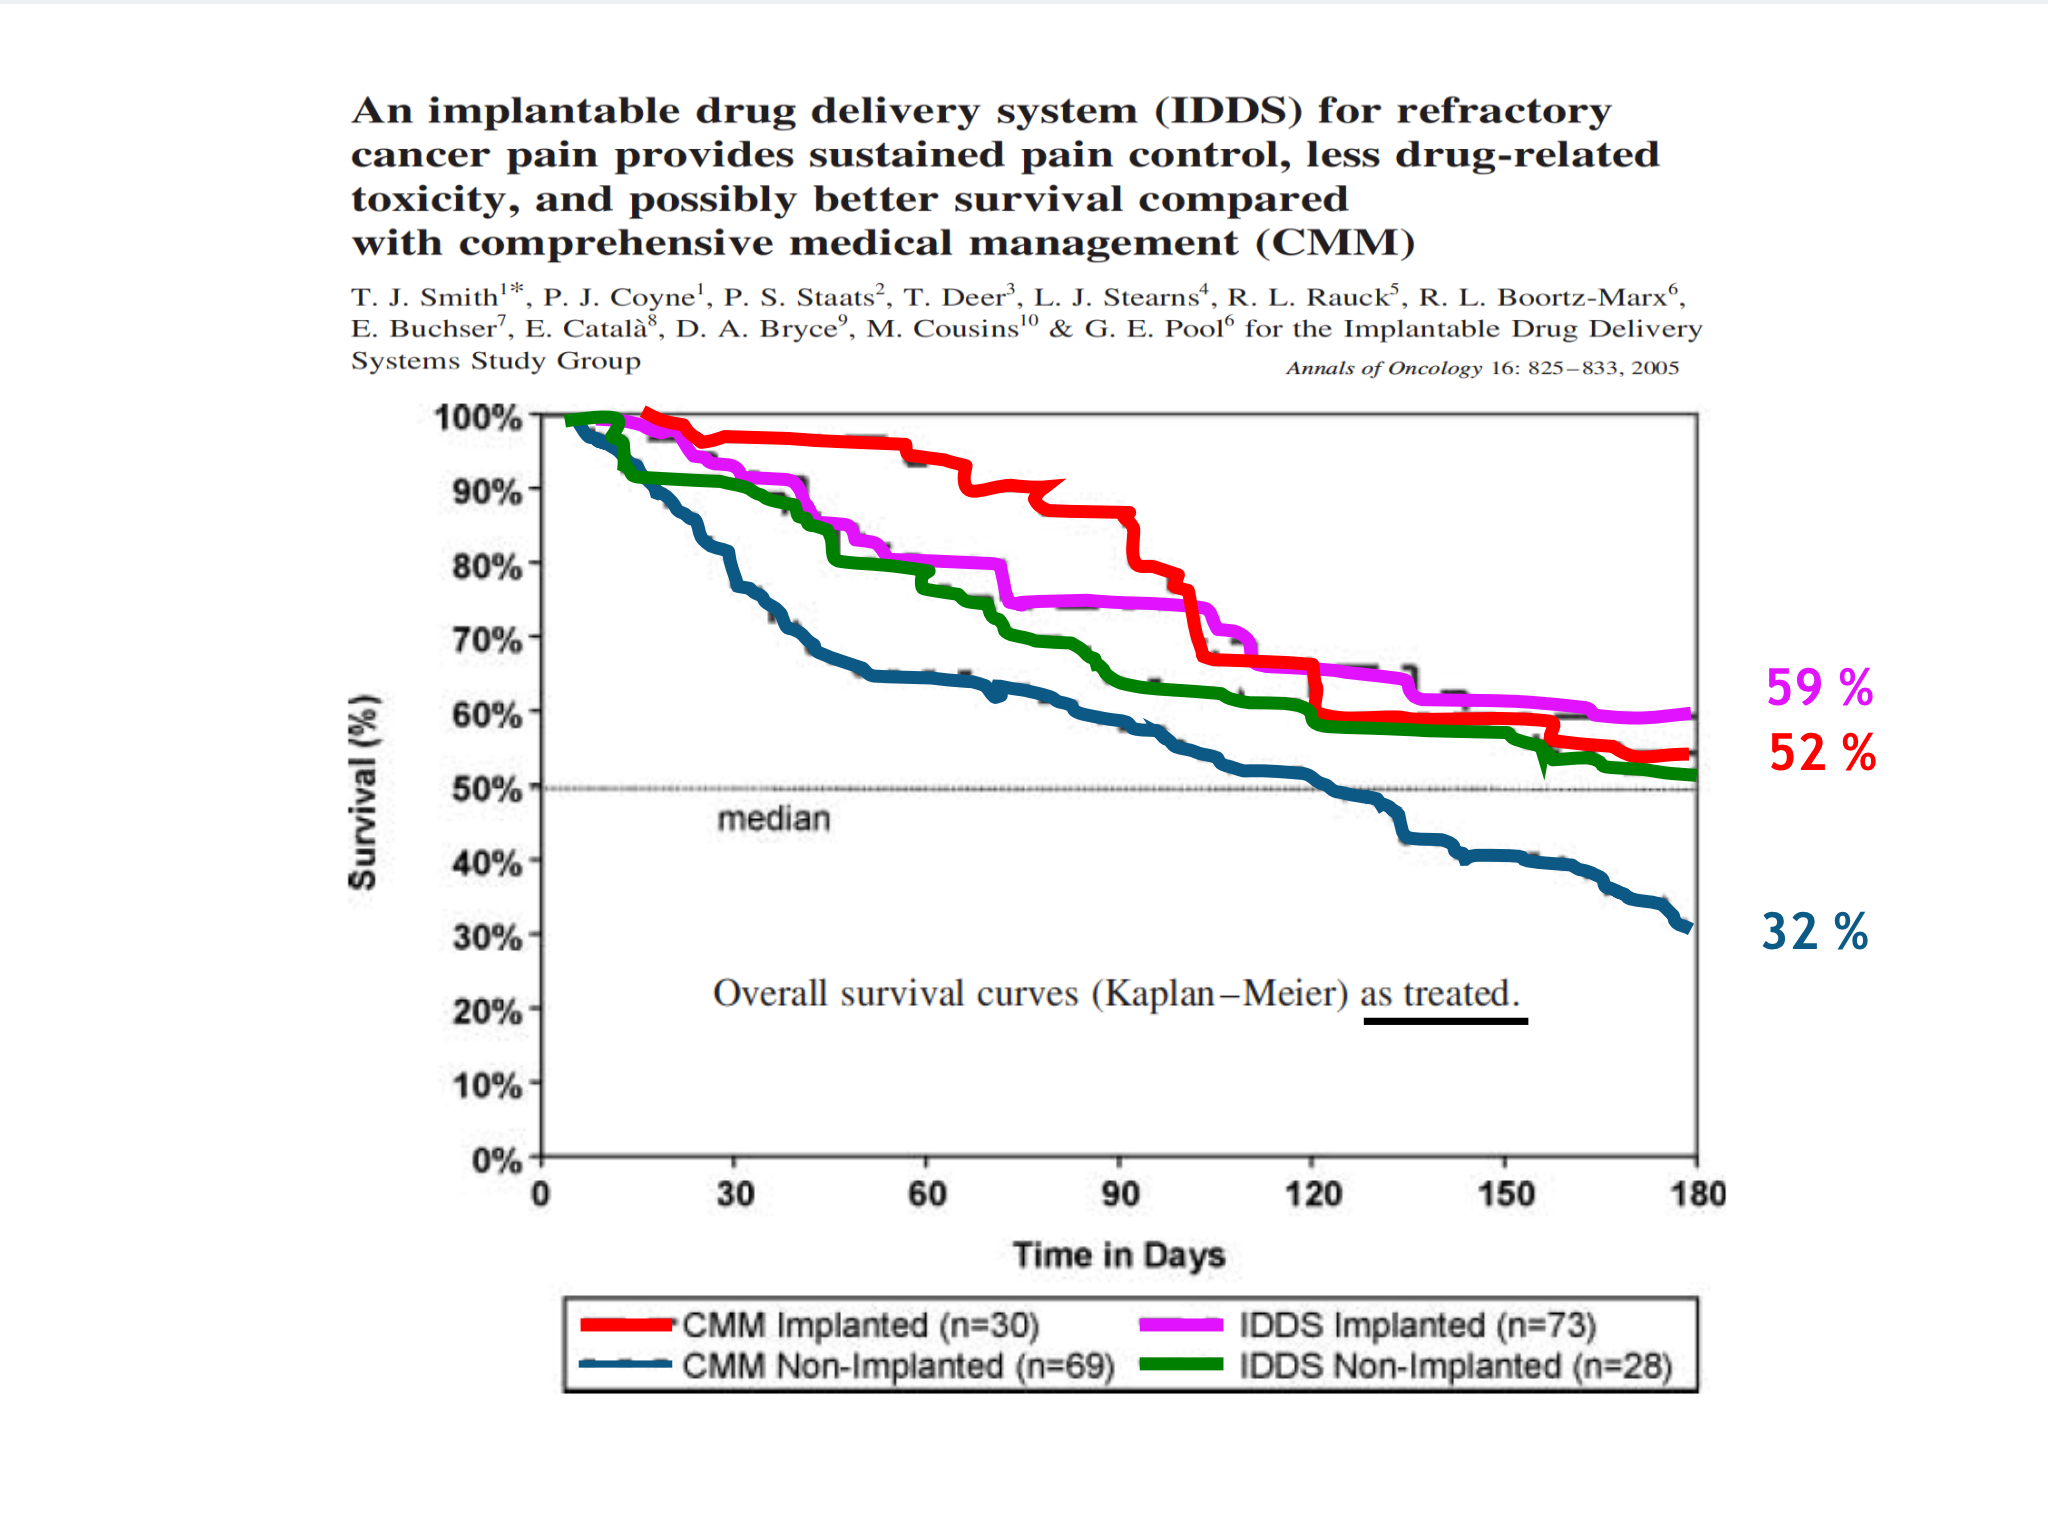 An implantable drug delivery system (IDDS) for refractory
cancer pain provides sustained pain control, less drug-related
toxicity, and possibly better survival compared
with comprehensive medical management (CMM)
T. J. Smith1*, P. J. Coyne1, P. S. Staats2, T. Deer3, L. J. Stearns4, R. L. Rauck5, R. L. Boortz-Marx6,
E. Buchser7, E. Català8, D. A. Bryce9, M. Cousins10 & G. E. Pool6 for the Implantable Drug Delivery
Systems Study Group
Annals of Oncology 16: 825–833, 2005
100%
90%
80%
70%
60%
50%
40%
30%
20%
10%
0%
Survival (%)
median
59 %
52 %
32 %
Overall survival curves (Kaplan–Meier) as treated.
0 30 60 90 120 150 180
Time in Days
CMM Implanted (n=30) IDDS Implanted (n=73)
CMM Non-Implanted (n=69) IDDS Non-Implanted (n=28)